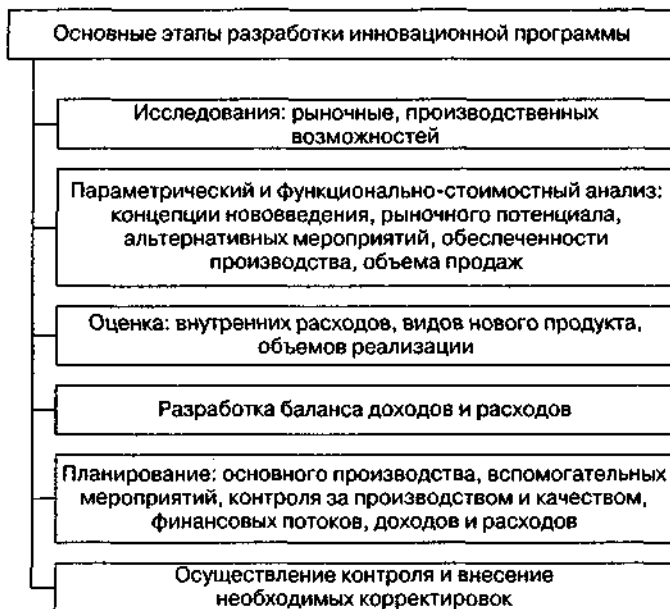 Основные этапы разработки инновационной программы
Исследования: рыночные, производственных
возможностей
Параметрический и функционально-стоимостный анализ:
концепции нововведения, рыночного потенциала,
альтернативных мероприятий, обеспеченности
производства, объема продаж
Оценка: внутренних расходов, видов нового продукта,
объемов реализации
Разработка баланса доходов и расходов
Планирование: основного производства, вспомогательных
мероприятий, контроля за производством и качеством,
финансовых потоков, доходов и расходов
Осуществление контроля и внесение
необходимых корректировок